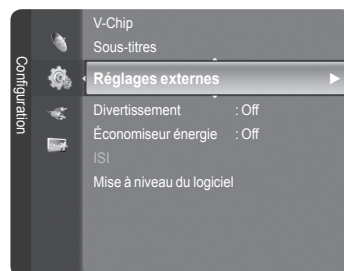 Configuration
V-Chip
Sous-titres
Réglages externes
Divertissement : Off
Économiseur énergie : Off
ISI
Mise à niveau du logiciel